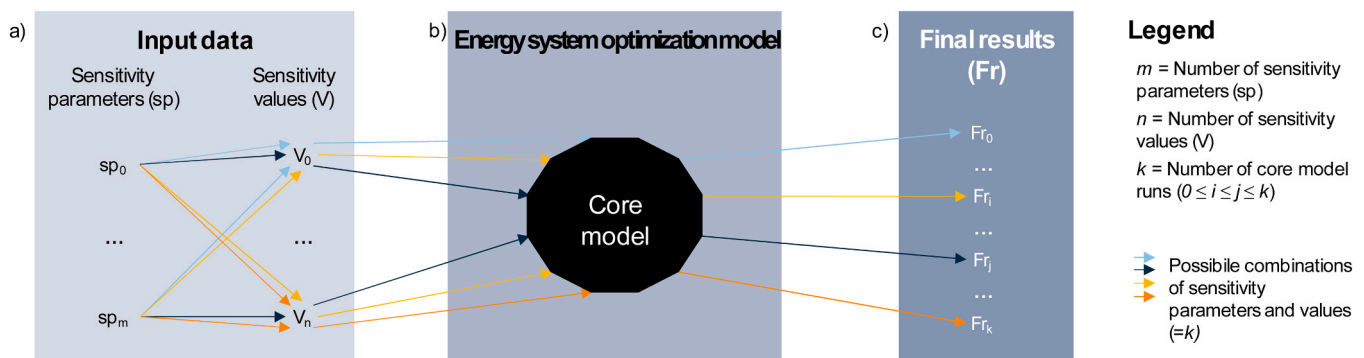 a)
Input data
Sensitivity
parameters (sp)
Sensitivity
values (V)
sp0
...
spm
V0
...
Vn
b)
Energy system optimization model
Core
model
c)
Final results
(Fr)
Fr0
...
Fri
...
Frj
...
Frk
Legend
m = Number of sensitivity
parameters (sp)
n = Number of sensitivity
values (V)
k = Number of core model
runs (0 ≤ i ≤ j ≤ k)
Possibile combinations
of sensitivity
parameters and values
(=k)